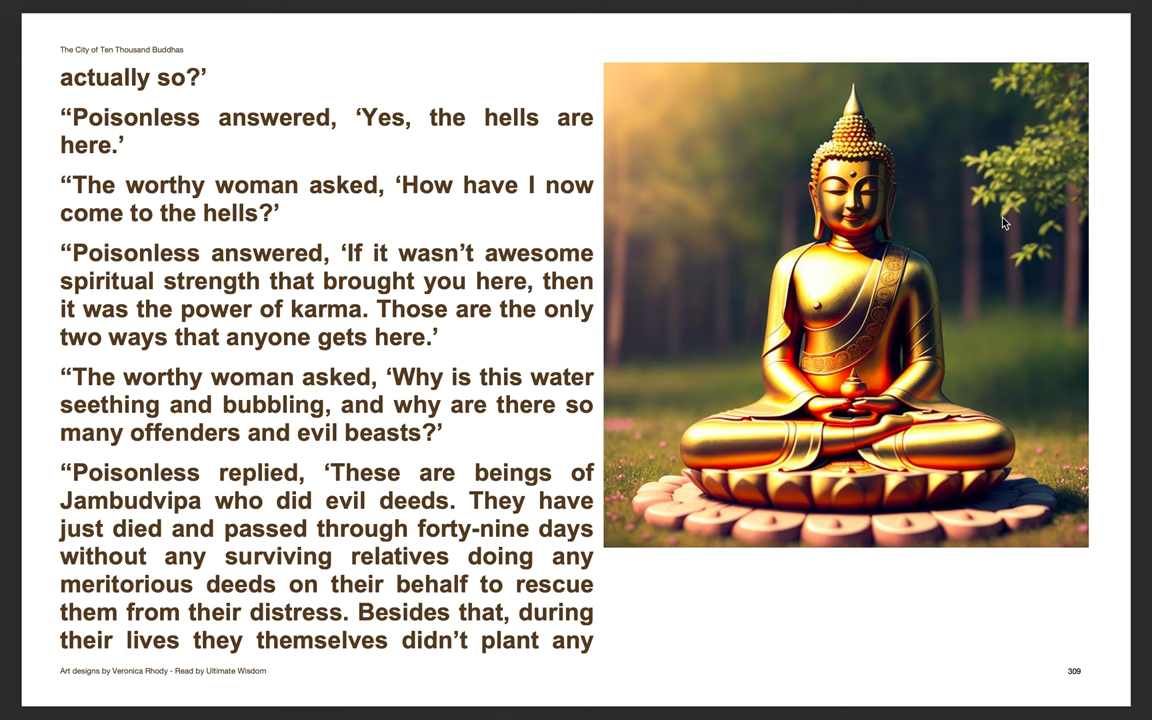 The City of Ten Thousand Buddhas
actually so?’
“Poisonless answered, ‘Yes, the hells are
here.’
“The worthy woman asked, ‘How have I now
come to the hells?’
“Poisonless answered, ‘If it wasn’t awesome
spiritual strength that brought you here, then
it was the power of karma. Those are the only
two ways that anyone gets here.’
“The worthy woman asked, ‘Why is this water
seething and bubbling, and why are there so
many offenders and evil beasts?’
“Poisonless replied, ‘These are beings of
Jambudvipa who did evil deeds. They have
just died and passed through forty-nine days
without any surviving relatives doing any
meritorious deeds on their behalf to rescue
them from their distress. Besides that, during
their lives they themselves didn’t plant any
Art designs by Veronica Rhody - Read by Ultimate Wisdom
309